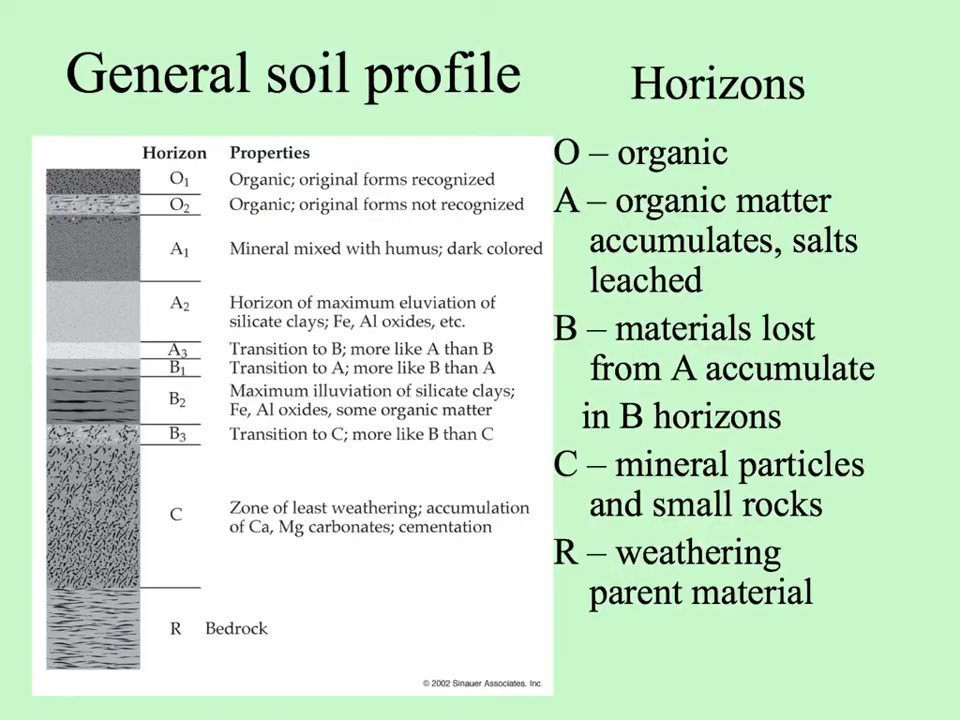 General soil profile
Horizons
Horizon Properties
O1 Organic; original forms recognized
O2 Organic; original forms not recognized
A1 Mineral mixed with humus; dark colored
A2 Horizon of maximum eluviation of
silicate clays; Fe, Al oxides, etc.
A3 Transition to B; more like A than B
B1 Transition to A; more like B than A
B2 Maximum illuviation of silicate clays;
Fe, Al oxides, some organic matter
B3 Transition to C; more like B than C
C Zone of least weathering; accumulation
of Ca, Mg carbonates; cementation
R Bedrock
© 2002 Sinauer Associates, Inc.
O – organic
A – organic matter
accumulates, salts
leached
B – materials lost
from A accumulate
in B horizons
C – mineral particles
and small rocks
R – weathering
parent material